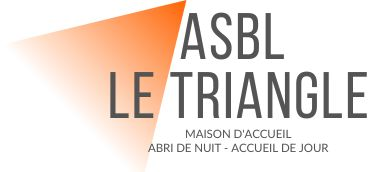 ASBL
LE TRIANGLE
MAISON D'ACCUEIL
ABRI DE NUIT - ACCUEIL DE JOUR